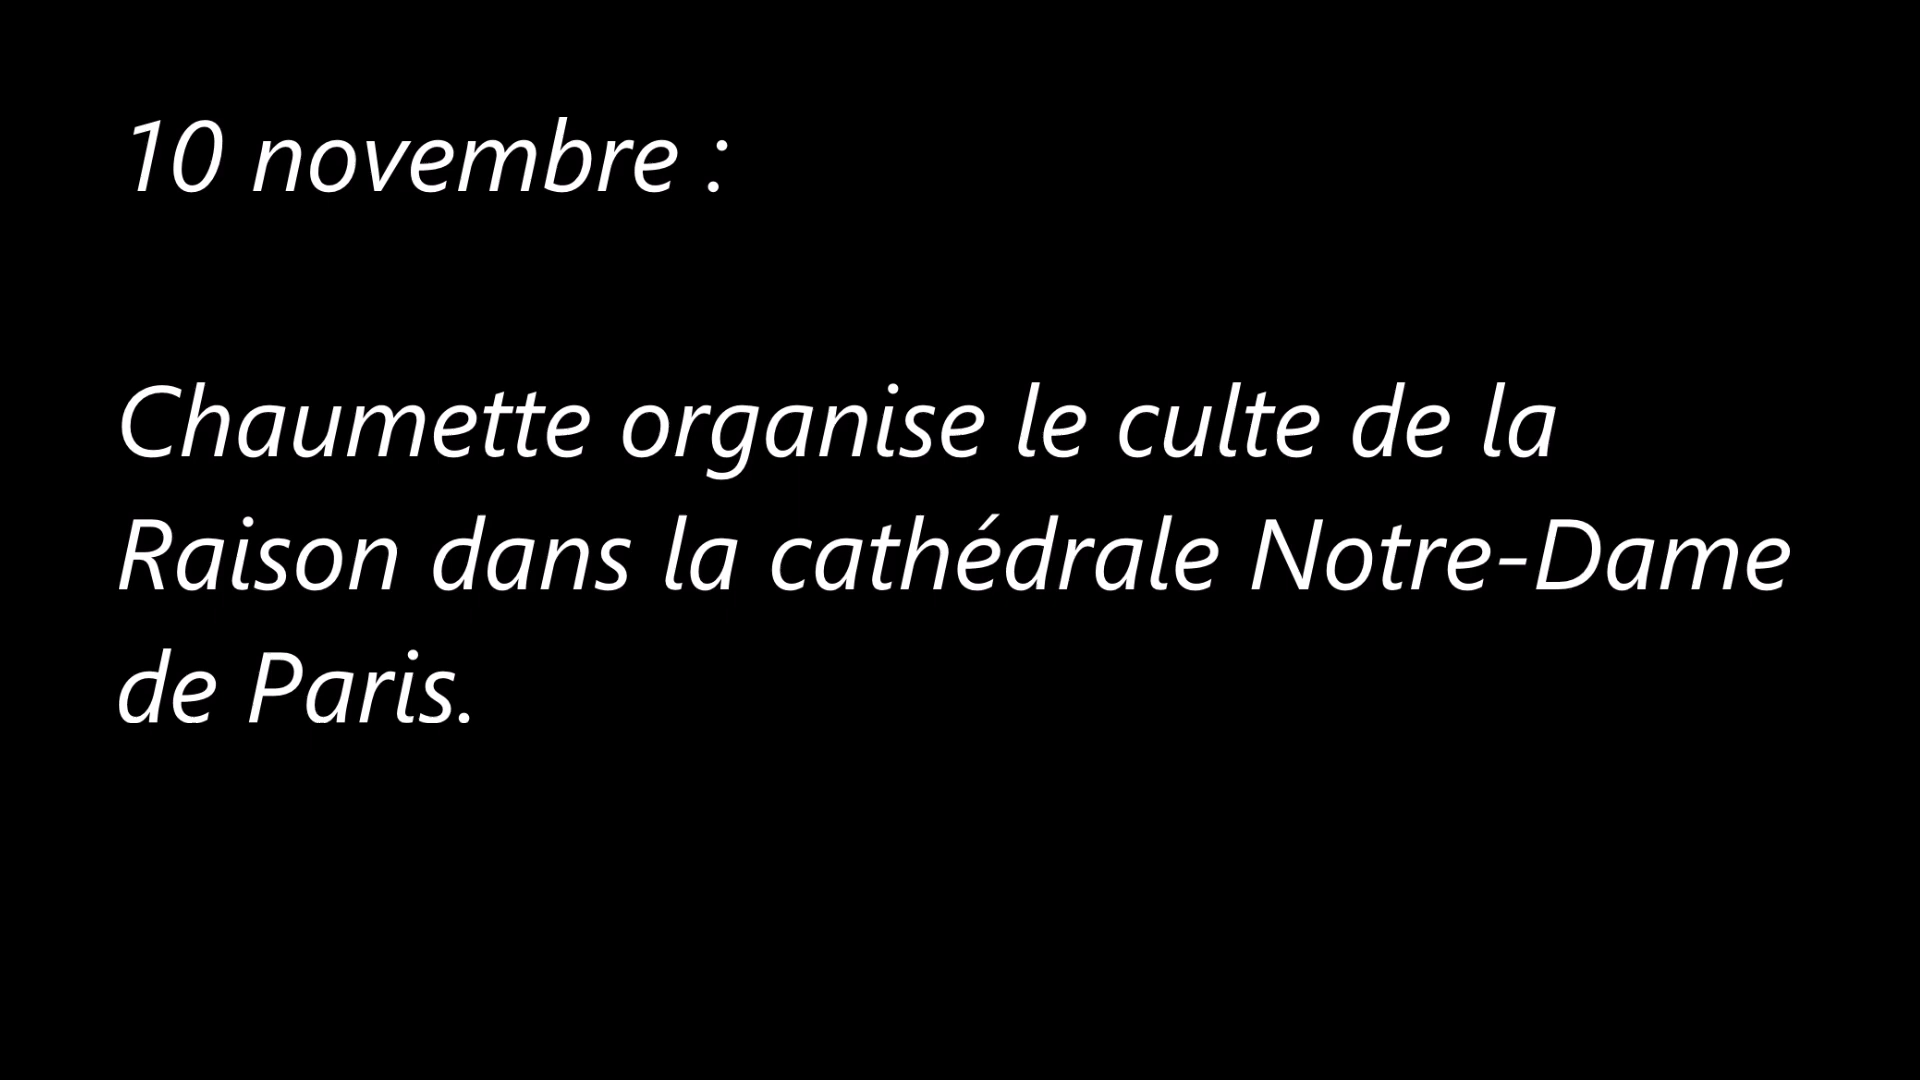 10 novembre :
Chaumette organise le culte de la
Raison dans la cathédrale Notre-Dame
de Paris.